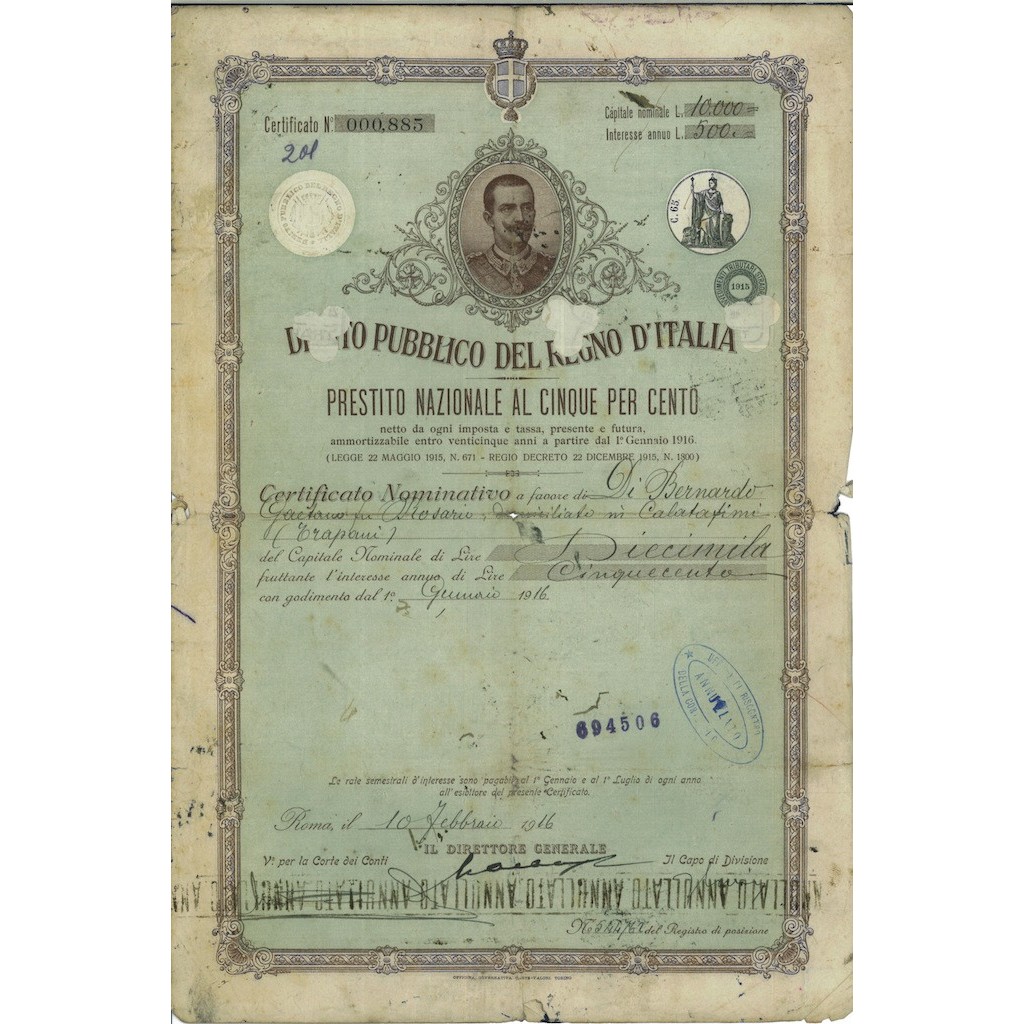 Certificato N° 000,885
Capitale nominale L. 10.000=
Interesse annuo L. 500.=
201
C. 65.
1915
PUBBLICO DEL REGNO D'ITALIA
PRESTITO NAZIONALE AL CINQUE PER CENTO
netto da ogni imposta e tassa, presente e futura,
ammortizzabile entro venticinque anni a partire dal 1° Gennaio 1916.
(LEGGE 22 MAGGIO 1915, N. 671 - REGIO DECRETO 22 DICEMBRE 1915, N. 1800)
Certificato Nominativo a favore di Di Bernardo
Gaetano fu Rosario, domiciliato in Calatafimi
(Trapani)
del Capitale Nominale di Lire Diecimila
fruttante l'interesse annuo di Lire Cinquecento
con godimento dal 1° Gennaio 1916.
694506
ANNULLATO
Le rate semestrali d'interesse sono pagabili al 1° Gennaio e al 1° Luglio di ogni anno
all'esibitore del presente Certificato.
Roma, il 10 Febbraio 1916
IL DIRETTORE GENERALE
V° per la Corte dei Conti
Il Capo di Divisione
ANNULLATO ANNULLATO ANNULLATO ANNULLATO
N° del Registro di posizione